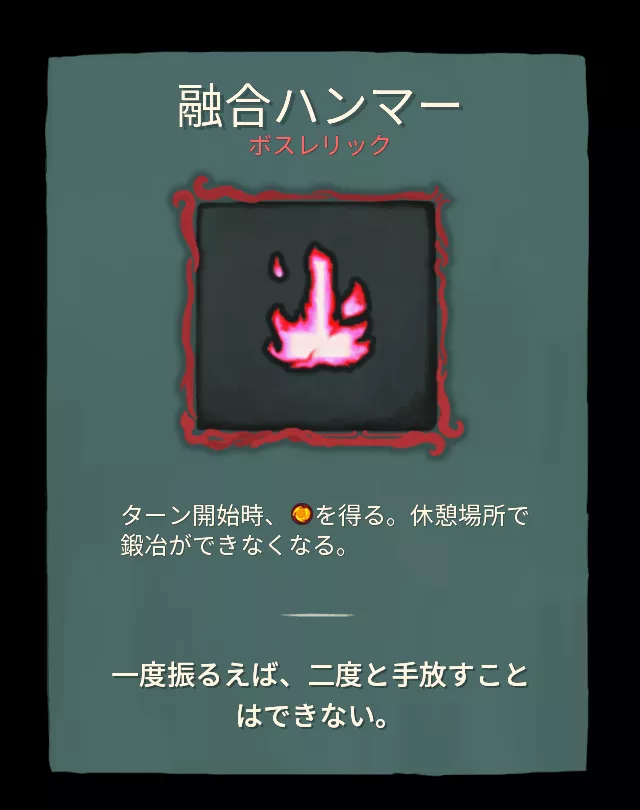 融合ハンマー
ボスレリック
ターン開始時、を得る。休憩場所で
鍛冶ができなくなる。
一度振るえば、二度と手放すこと
はできない。